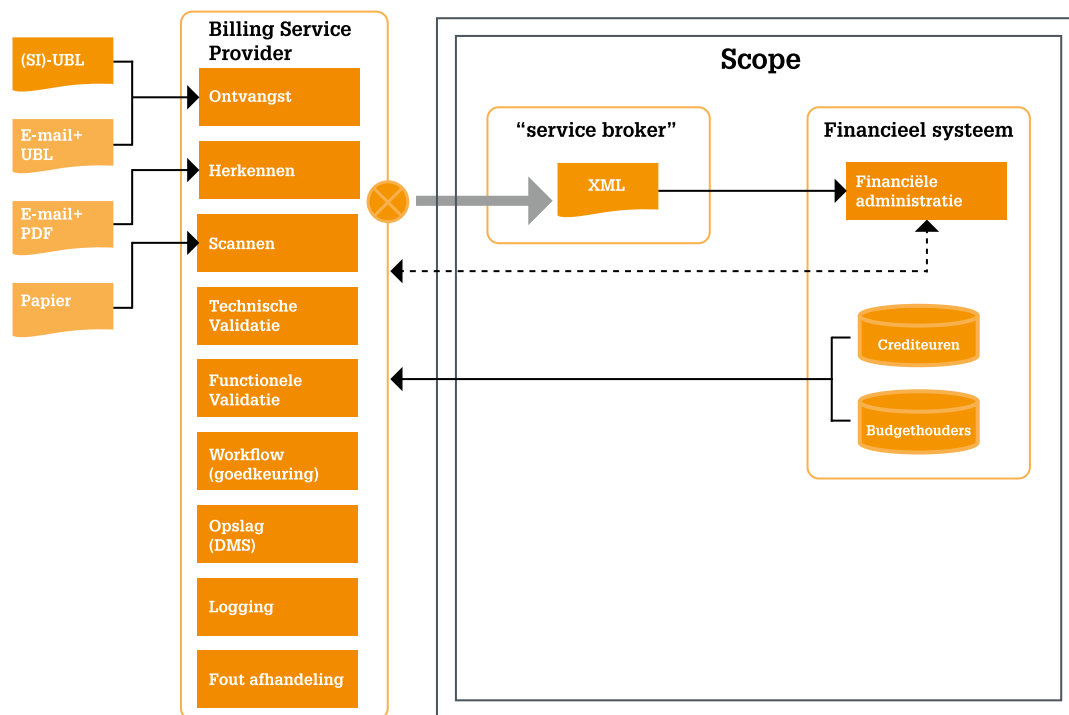 (SI)-UBL
E-mail+
UBL
E-mail+
PDF
Papier
Billing Service
Provider
Ontvangst
Herkennen
Scannen
Technische
Validatie
Functionele
Validatie
Workflow
(goedkeuring)
Opslag
(DMS)
Logging
Fout afhandeling
Scope
“service broker”
XML
Financieel systeem
Financiële
administratie
Crediteuren
Budgethouders